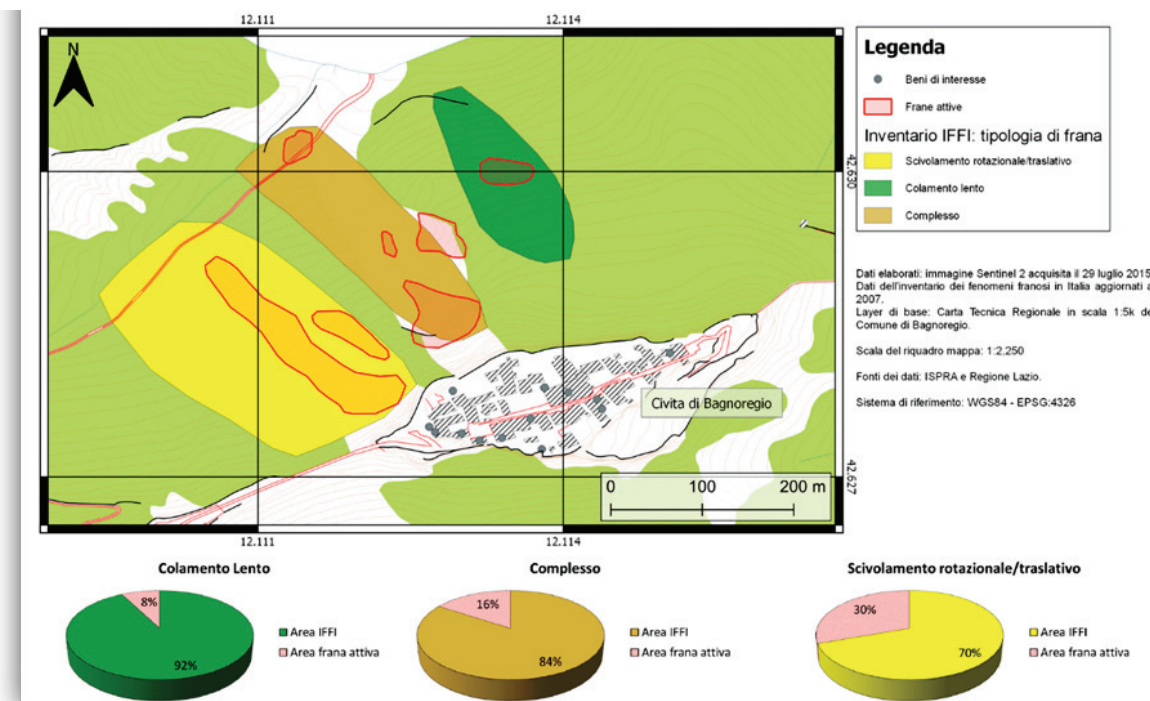 12.111
12.114
N
42.630
42.627
Civita di Bagnoregio
0 100 200 m
12.111
12.114
Legenda
Beni di interesse
Frane attive
Inventario IFFI: tipologia di frana
Scivolamento rotazionale/traslativo
Colamento lento
Complesso
Dati elaborati: immagine Sentinel 2 acquisita il 29 luglio 2015
Dati dell'inventario dei fenomeni franosi in Italia aggiornati a
2007.
Layer di base: Carta Tecnica Regionale in scala 1:5k de
Comune di Bagnoregio.
Scala del riquadro mappa: 1:2,250
Fonti dei dati: ISPRA e Regione Lazio.
Sistema di riferimento: WGS84 - EPSG:4326
Colamento Lento
8%
92%
Area IFFI
Area frana attiva
Complesso
16%
84%
Area IFFI
Area frana attiva
Scivolamento rotazionale/traslativo
30%
70%
Area IFFI
Area frana attiva